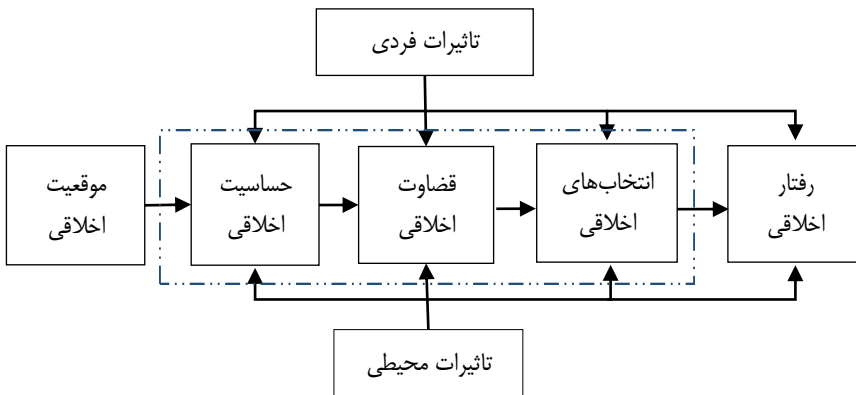 تاثیرات فردی
موقعیت
اخلاقی
حساسیت
اخلاقی
قضاوت
اخلاقی
انتخاب‌های
اخلاقی
رفتار
اخلاقی
تاثیرات محیطی